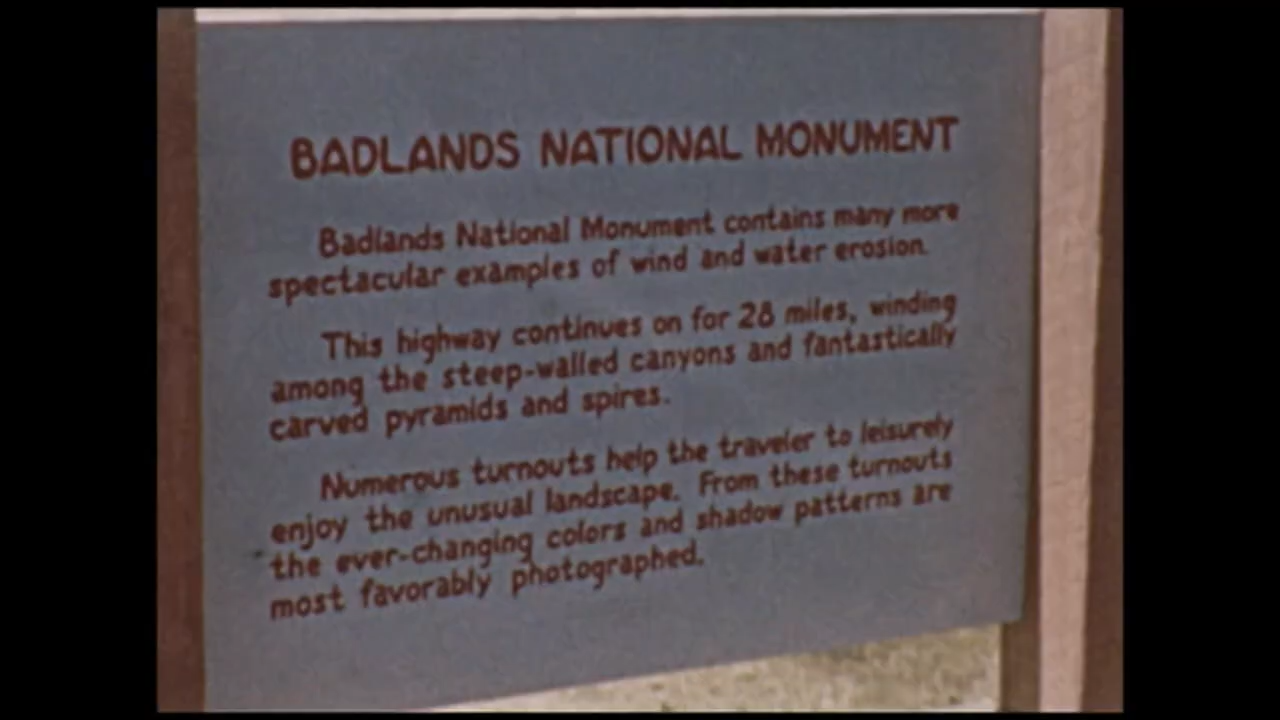 BADLANDS NATIONAL MONUMENT
Badlands National Monument contains many more
spectacular examples of wind and water erosion.
This highway continues on for 28 miles, winding
among the steep-walled canyons and fantastically
carved pyramids and spires.
Numerous turnouts help the traveler to leisurely
enjoy the unusual landscape. From these turnouts
the ever-changing colors and shadow patterns are
most favorably photographed.